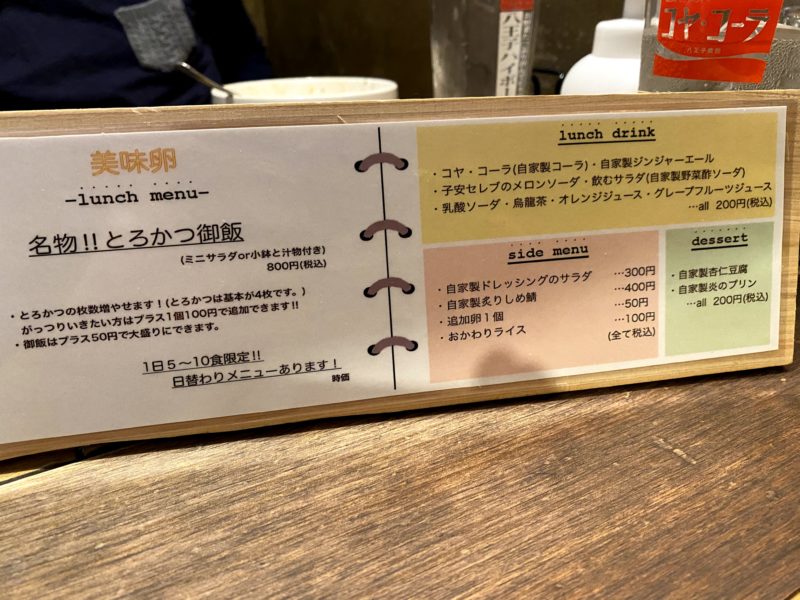 美味卵
-lunch menu-
名物!!とろかつ御飯
(ミニサラダor小鉢と汁物付き)
800円(税込)
・とろかつの枚数増やせます！(とろかつは基本が4枚です。)
がっつりいきたい方はプラス1個100円で追加できます!!
・御飯はプラス50円で大盛りにできます。
1日5〜10食限定!!
日替わりメニューあります！
時価
lunch drink
・コヤ・コーラ(自家製コーラ)・自家製ジンジャーエール
・子安セレブのメロンソーダ・飲むサラダ(自家製野菜酢ソーダ)
・乳酸ソーダ・烏龍茶・オレンジジュース・グレープフルーツジュース
…all 200円(税込)
side menu
・自家製ドレッシングのサラダ …300円
・自家製炙りしめ鯖 …400円
・追加卵1個 …50円
・おかわりライス …100円
(全て税込)
dessert
・自家製杏仁豆腐
・自家製炎のプリン
…all 200円(税込)
八王子ハイボー
コヤ・コーラ